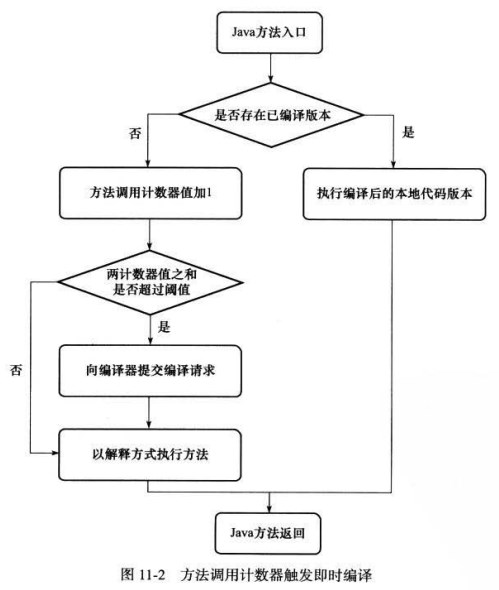 Java方法入口
是否存在已编译版本
否
是
方法调用计数器值加1
执行编译后的本地代码版本
两计数器值之和
是否超过阈值
是
否
向编译器提交编译请求
以解释方式执行方法
Java方法返回
图 11-2 方法调用计数器触发即时编译